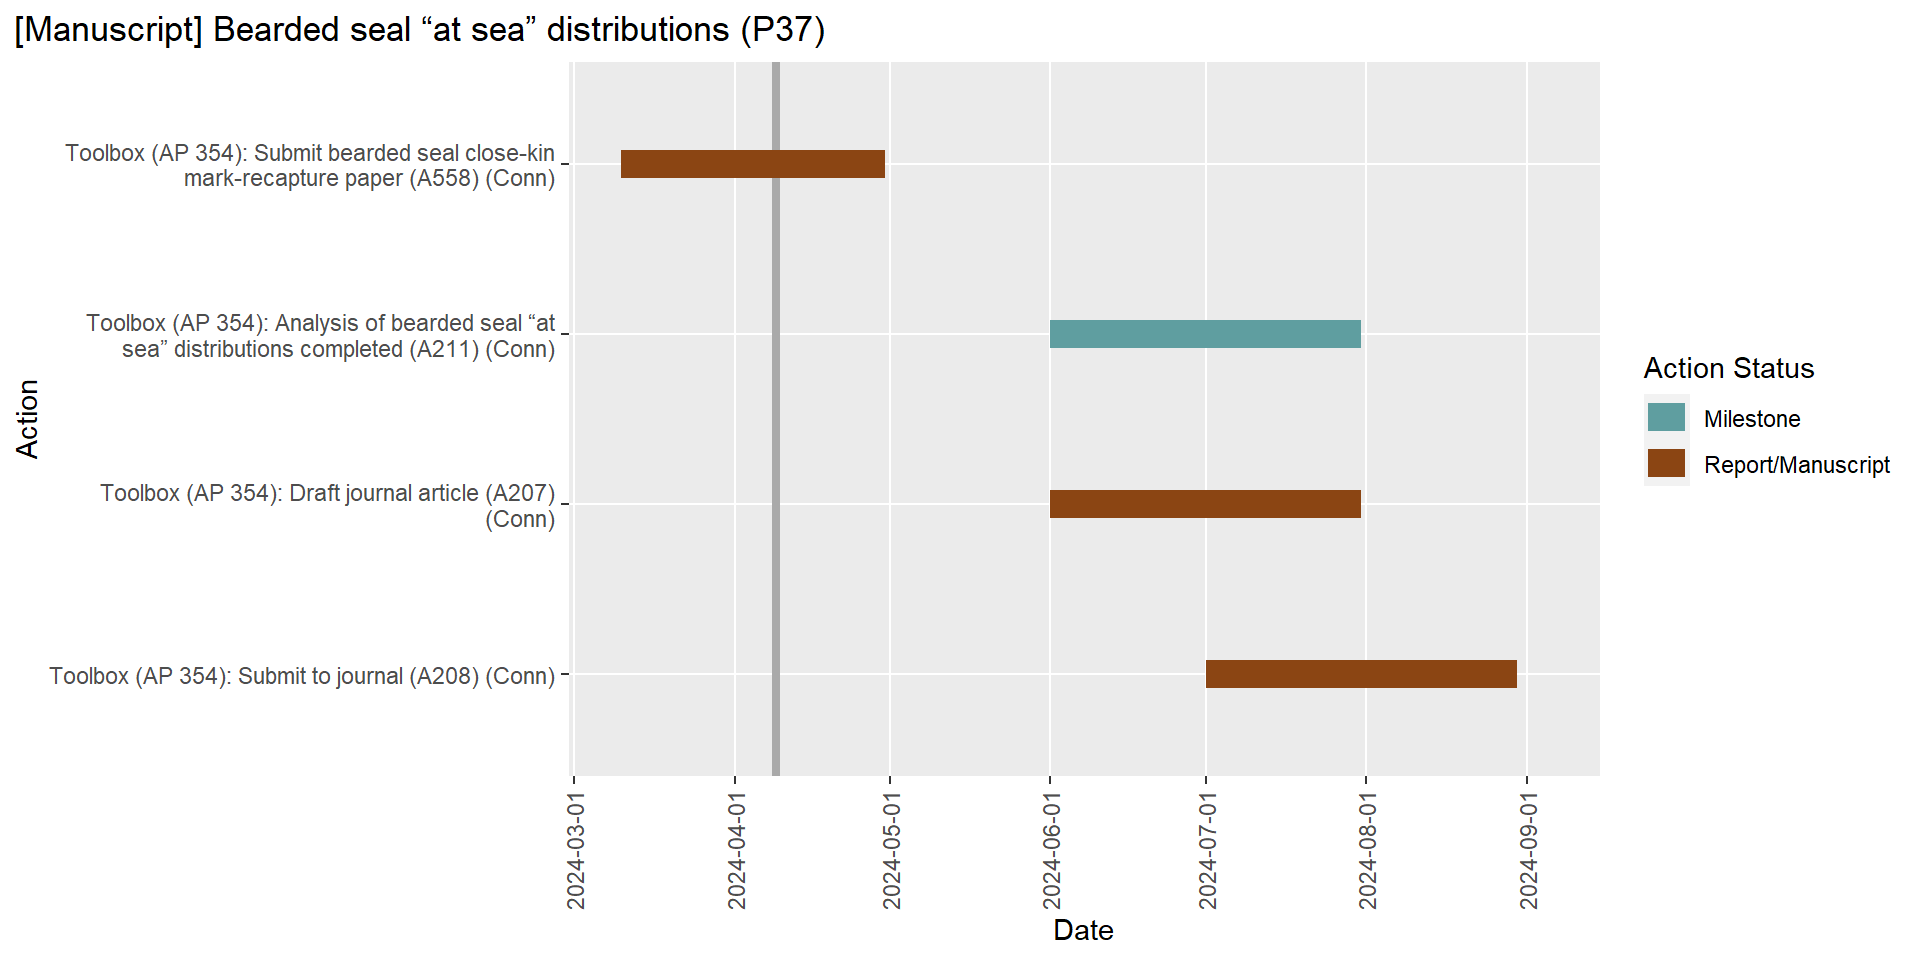 [Manuscript] Bearded seal “at sea” distributions (P37)
Toolbox (AP 354): Submit bearded seal close-kin
mark-recapture paper (A558) (Conn)
Toolbox (AP 354): Analysis of bearded seal “at
sea” distributions completed (A211) (Conn)
Toolbox (AP 354): Draft journal article (A207)
(Conn)
Toolbox (AP 354): Submit to journal (A208) (Conn)
Action
2024-03-01
2024-04-01
2024-05-01
2024-06-01
2024-07-01
2024-08-01
2024-09-01
Date
Action Status
Milestone
Report/Manuscript